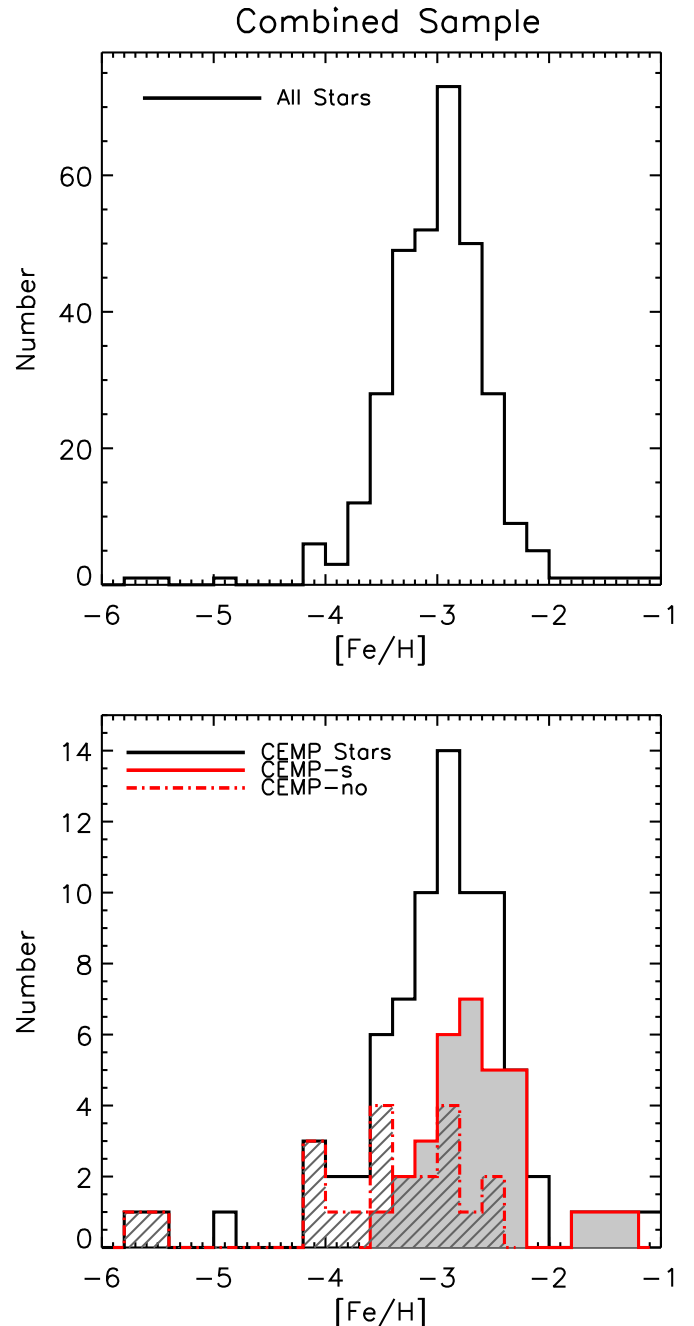 Combined Sample
All Stars
60
40
20
0
Number
−6 −5 −4 −3 −2 −1
[Fe/H]
CEMP Stars
CEMP−s
CEMP−no
14
12
10
8
6
4
2
0
Number
−6 −5 −4 −3 −2 −1
[Fe/H]